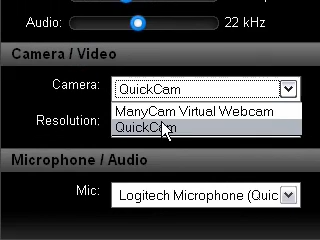 Audio: 22 kHz
Camera / Video
Camera: QuickCam
ManyCam Virtual Webcam
QuickCam
Resolution:
Microphone / Audio
Mic: Logitech Microphone (Quic